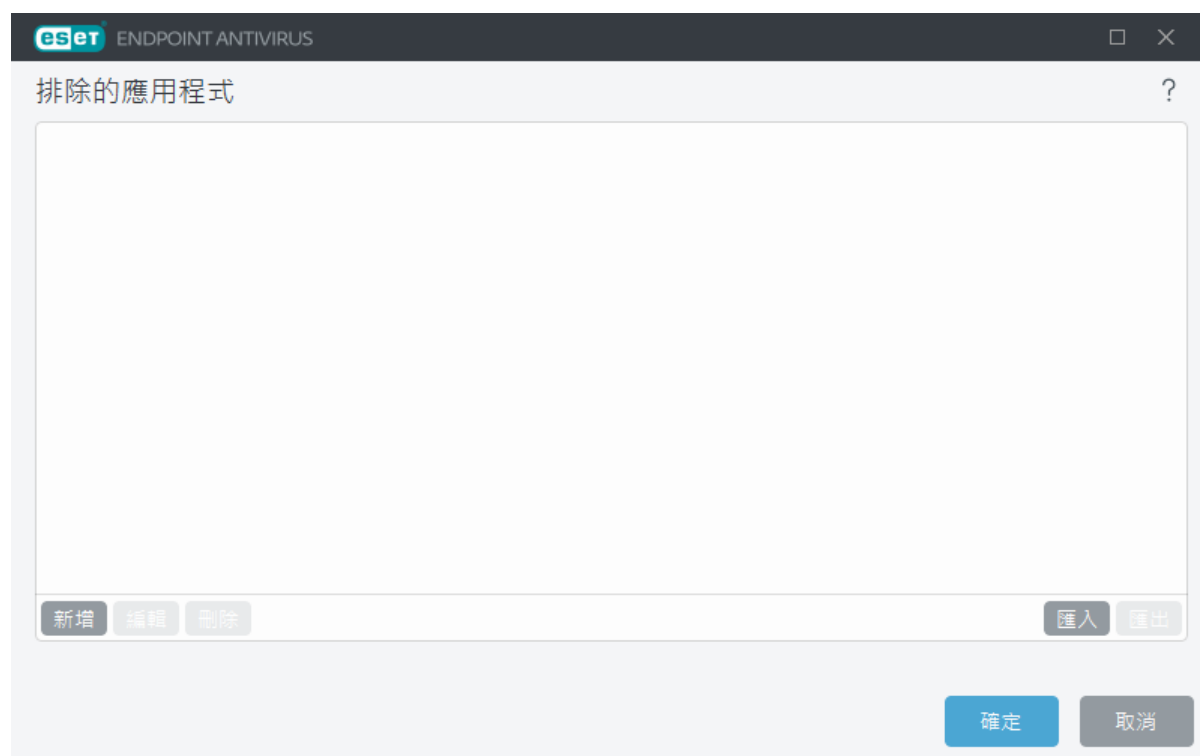 eset ENDPOINT ANTIVIRUS
排除的應用程式
?
新增 編輯 刪除 匯入 匯出
確定 取消